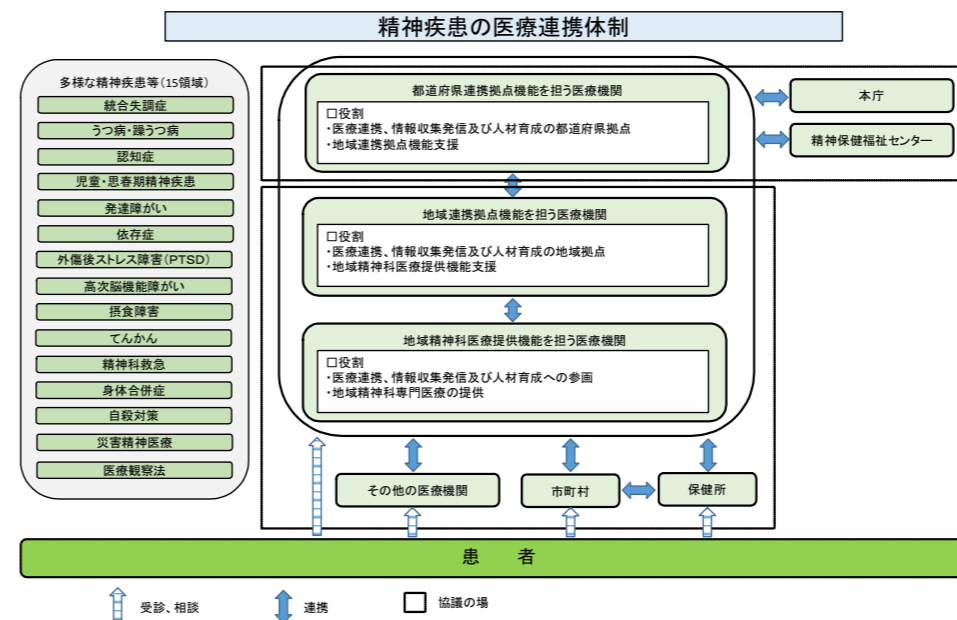 精神疾患の医療連携体制
多様な精神疾患等(15領域)
統合失調症
うつ病・躁うつ病
認知症
児童・思春期精神疾患
発達障がい
依存症
外傷後ストレス障害(PTSD)
高次脳機能障がい
摂食障害
てんかん
精神科救急
身体合併症
自殺対策
災害精神医療
医療観察法
都道府県連携拠点機能を担う医療機関
□役割
・医療連携、情報収集発信及び人材育成の都道府県拠点
・地域連携拠点機能支援
本庁
精神保健福祉センター
地域連携拠点機能を担う医療機関
□役割
・医療連携、情報収集発信及び人材育成の地域拠点
・地域精神科医療提供機能支援
地域精神科医療提供機能を担う医療機関
□役割
・医療連携、情報収集発信及び人材育成への参画
・地域精神科専門医療の提供
その他の医療機関
市町村
保健所
患　者
受診、相談
連携
協議の場